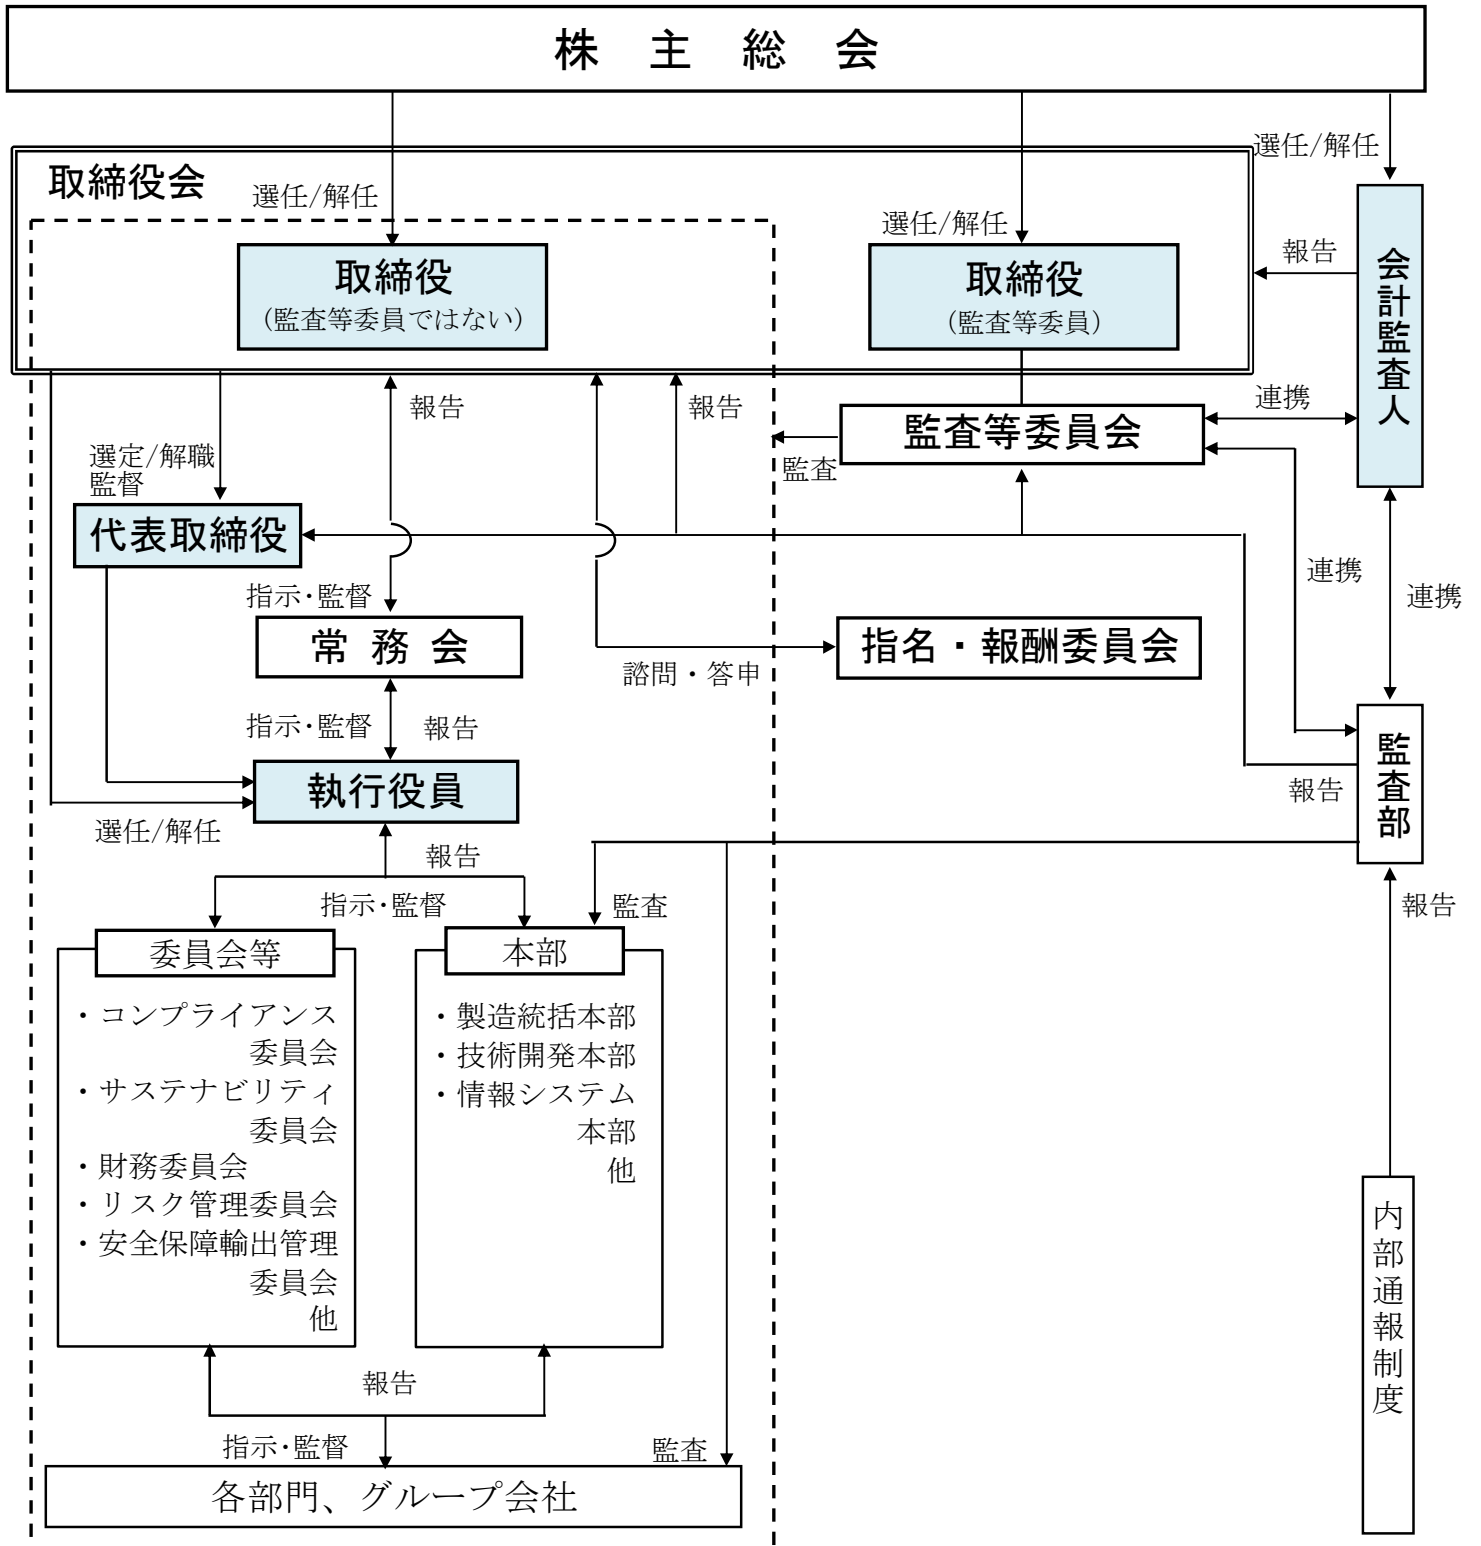 株 主 総 会
選任/解任
取締役会
選任/解任
選任/解任
取締役
（監査等委員ではない）
取締役
（監査等委員）
報告
会計監査人
報告
報告
連携
監査等委員会
監査
選定/解職
監督
代表取締役
連携
連携
指示・監督
常 務 会
指名・報酬委員会
諮問・答申
指示・監督
報告
執行役員
監査部
報告
選任/解任
報告
指示・監督
監査
報告
委員会等
本部
・コンプライアンス
委員会
・サステナビリティ
委員会
・財務委員会
・リスク管理委員会
・安全保障輸出管理
委員会
他
・製造統括本部
・技術開発本部
・情報システム
本部
他
内部通報制度
報告
指示・監督
監査
各部門、グループ会社